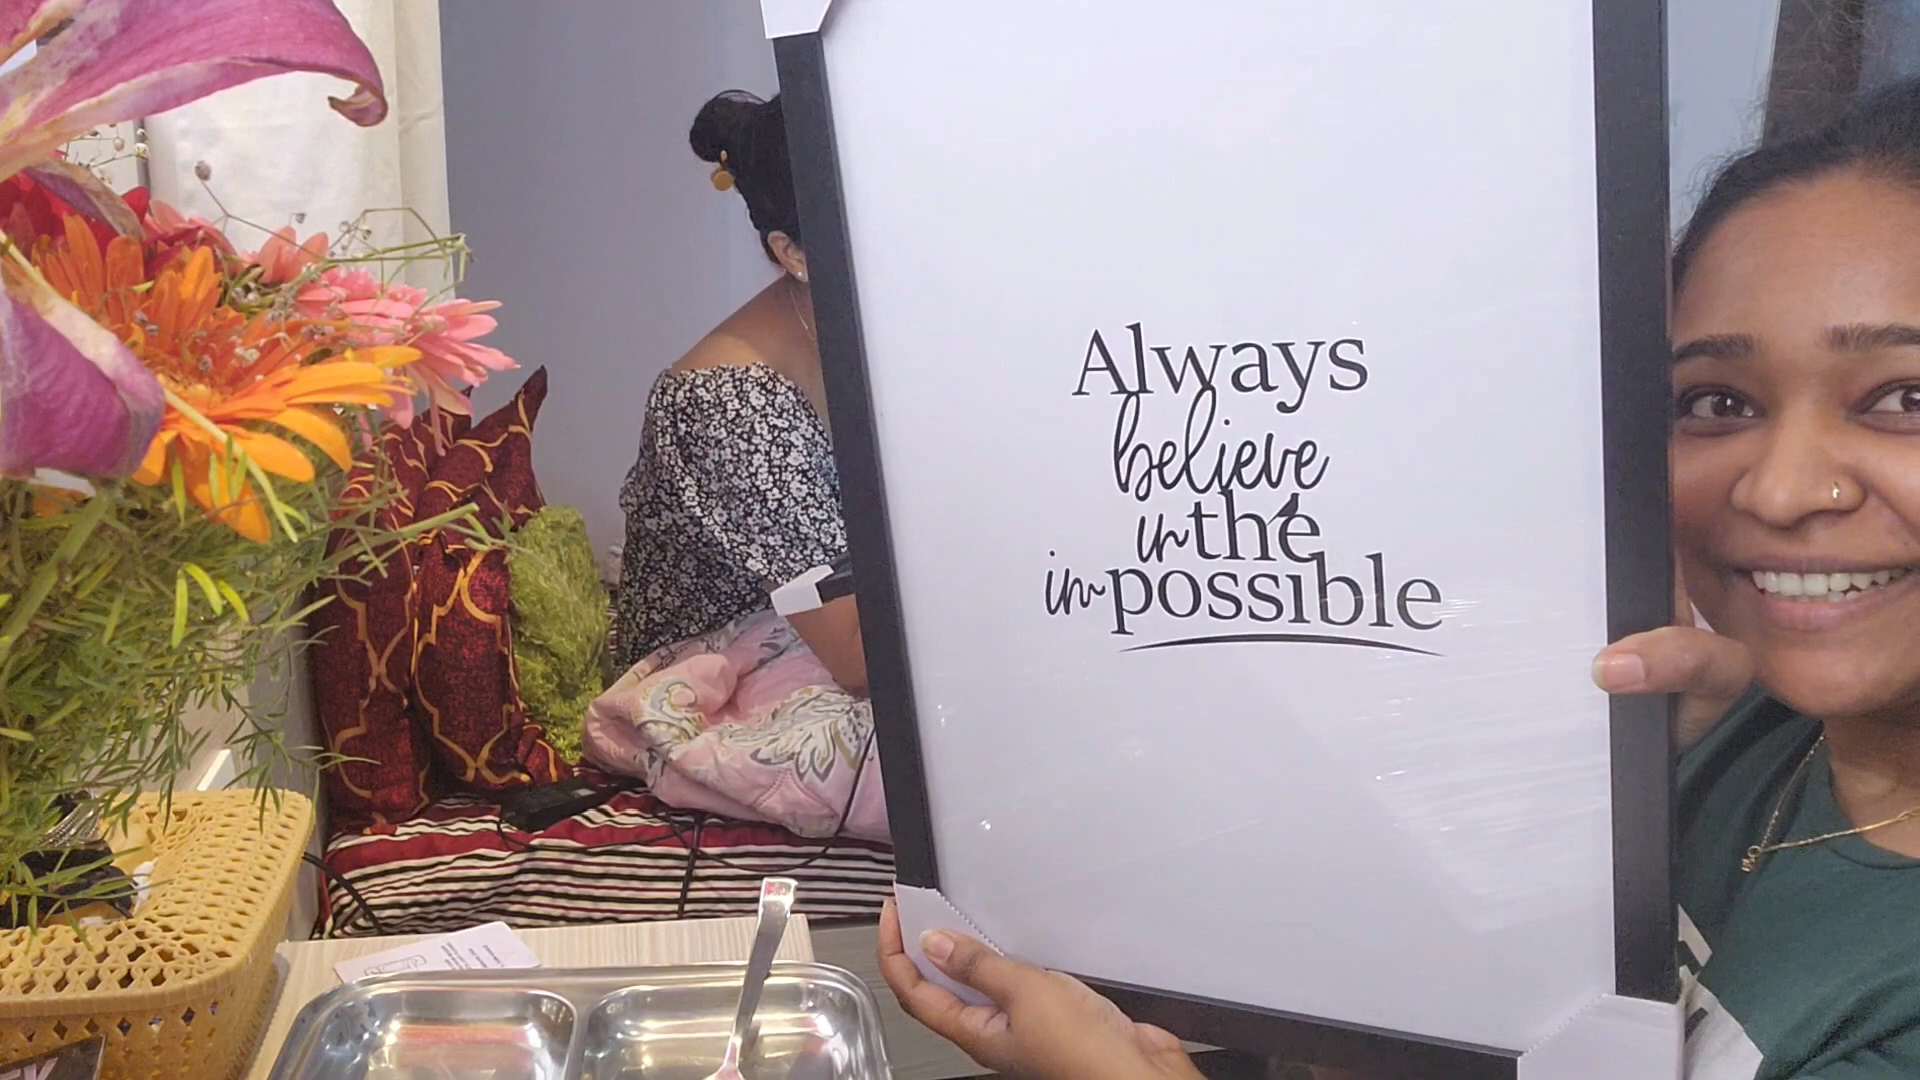 Always
believe
in the
impossible